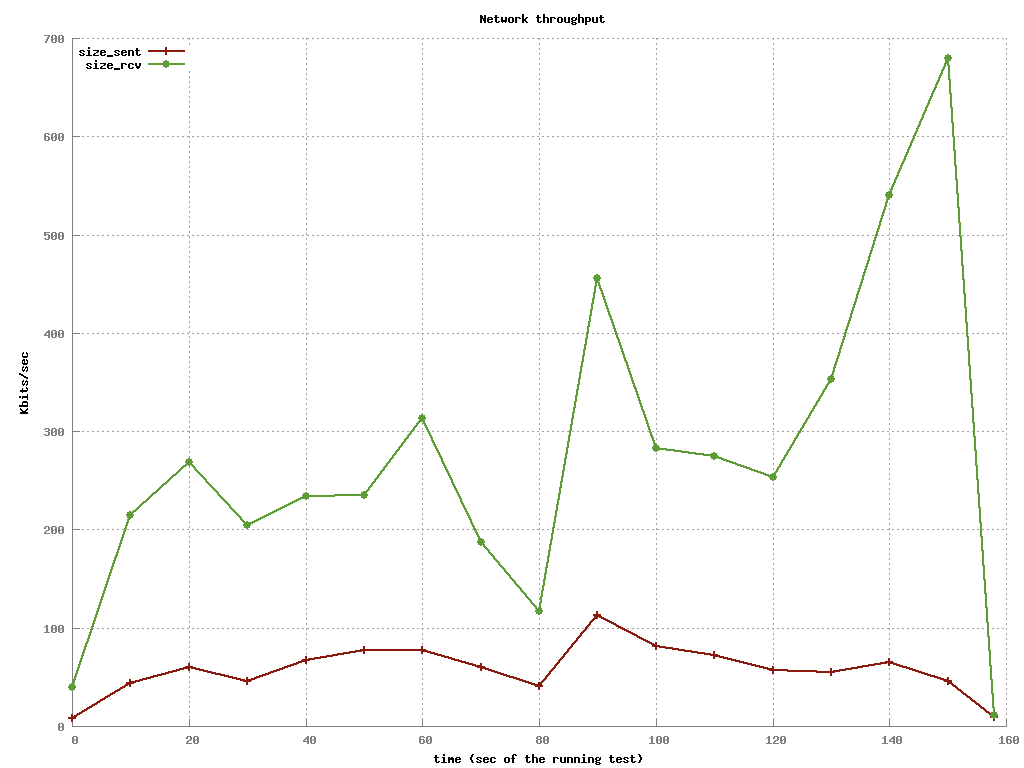 Network throughput
700
size_sent
size_rcv
600
500
400
Kbits/sec
300
200
100
0
0 20 40 60 80 100 120 140 160
time (sec of the running test)